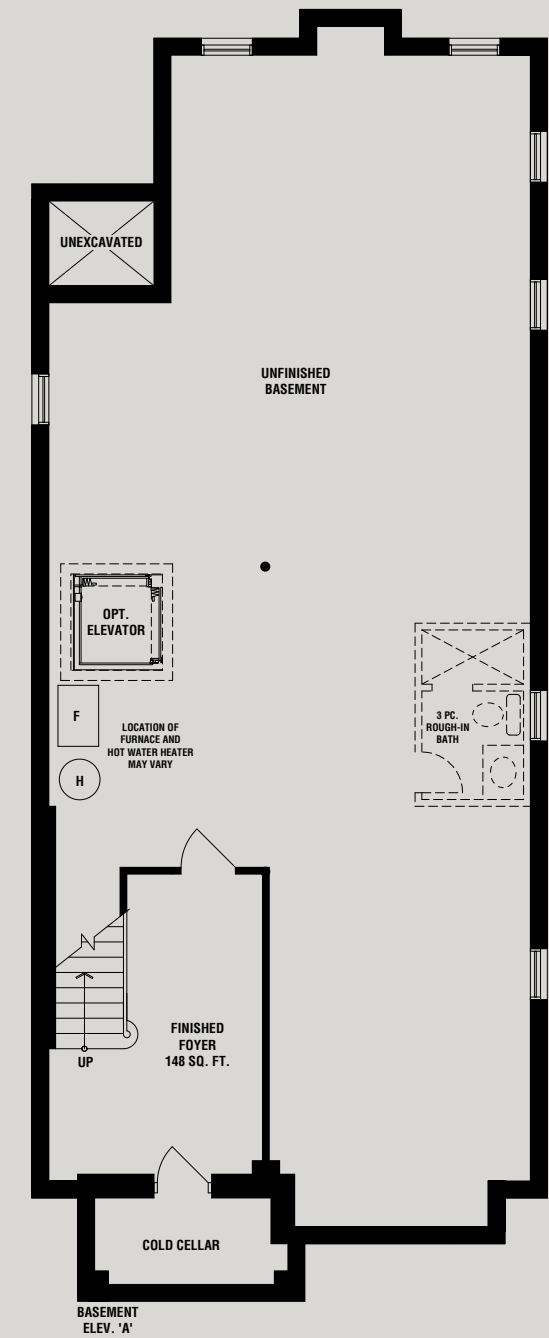 UNEXCAVATED
UNFINISHED
BASEMENT
OPT.
ELEVATOR
F
LOCATION OF
FURNACE AND
HOT WATER HEATER
MAY VARY
H
3 PC.
ROUGH-IN
BATH
FINISHED
FOYER
148 SQ. FT.
UP
COLD CELLAR
BASEMENT
ELEV. 'A'